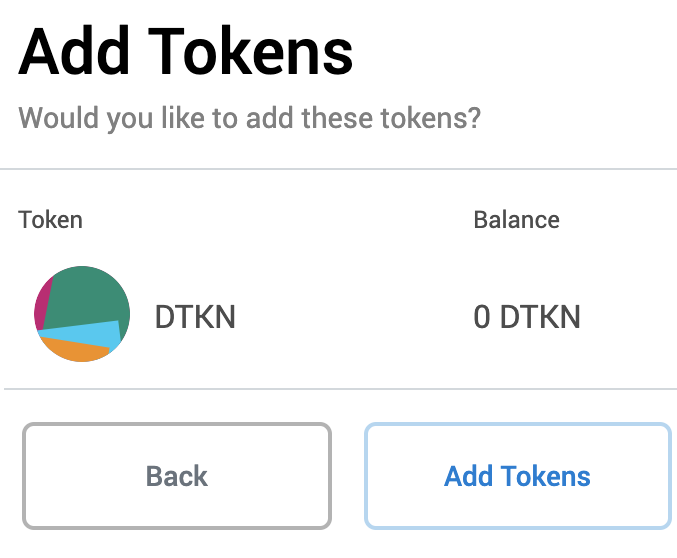 Add Tokens
Would you like to add these tokens?
Token Balance
DTKN 0 DTKN
Back Add Tokens